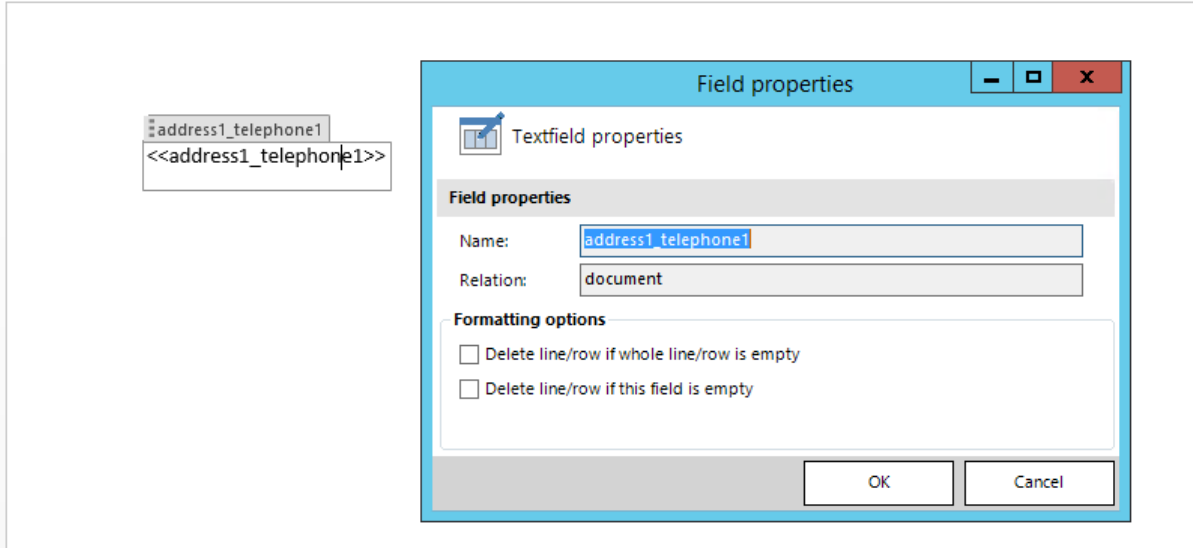 address1_telephone1
<<address1_telephone1>>
Field properties
X
Textfield properties
Field properties
Name: address1_telephone1
Relation: document
Formatting options
Delete line/row if whole line/row is empty
Delete line/row if this field is empty
OK Cancel